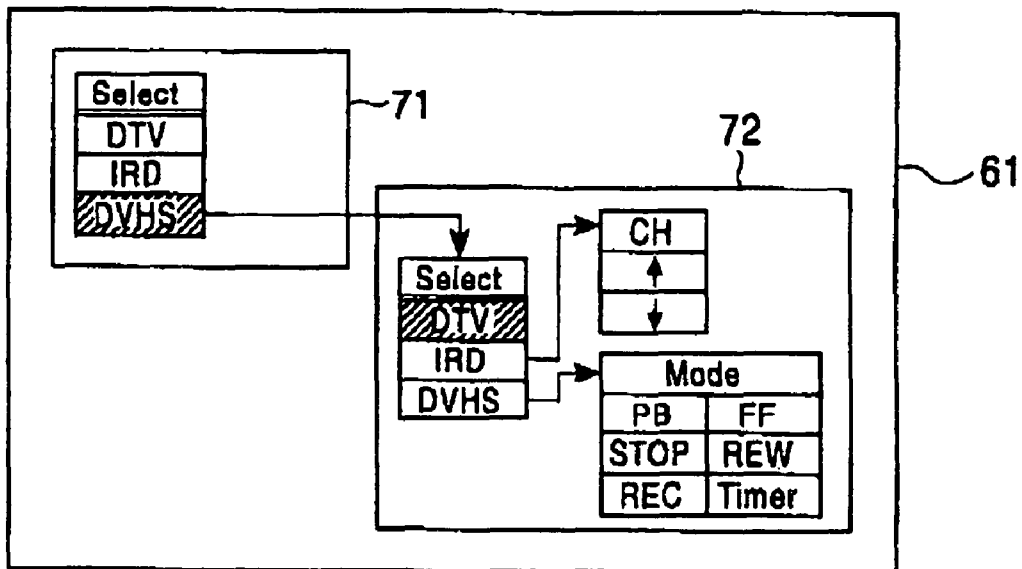 Select
DTV
IRD
DVHS
71
72
61
Select
DTV
IRD
DVHS
CH
Mode
PB FF
STOP REW
REC Timer